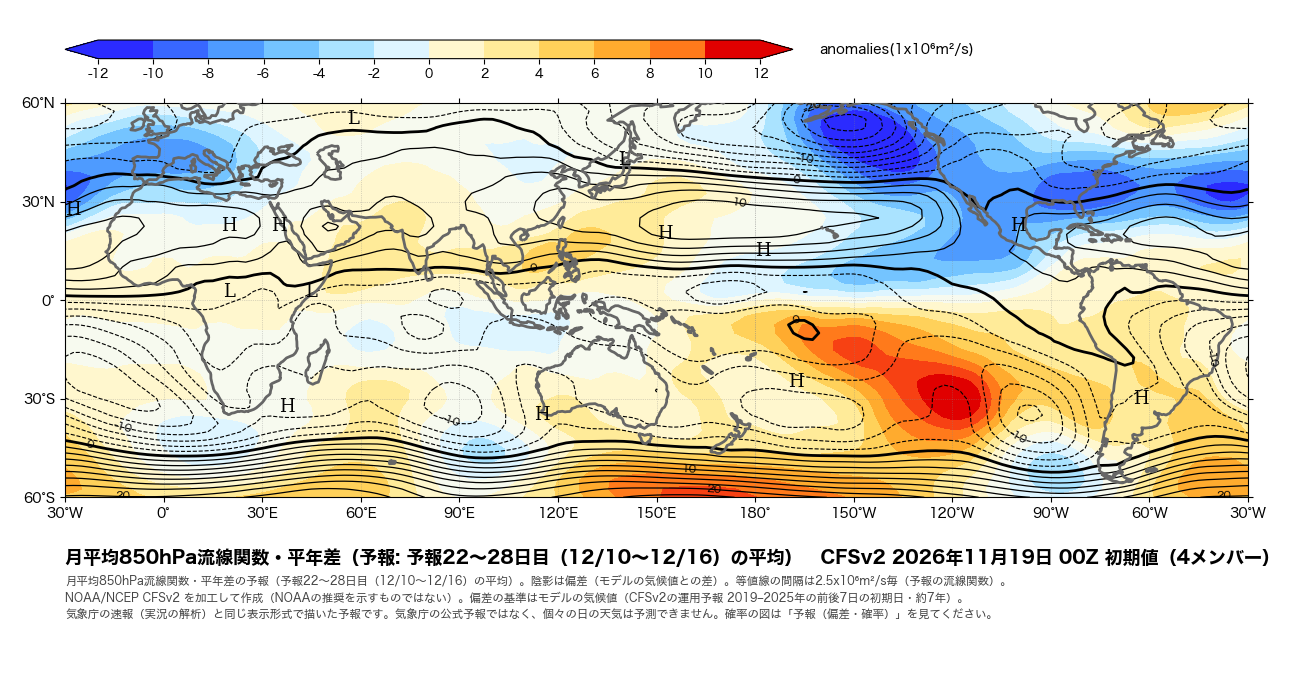 anomalies(1x10⁶m²/s)
-12 -10 -8 -6 -4 -2 0 2 4 6 8 10 12
60°N
30°N
0°
30°S
60°S
30°W 0° 30°E 60°E 90°E 120°E 150°E 180° 150°W 120°W 90°W 60°W 30°W
L
L
H
H
H
H
H
H
L
L
H
H
H
H
-20
-10
0
10
0
0
-10
-10
-10
-10
0
10
20
20
20
月平均850hPa流線関数・平年差（予報: 予報22～28日目（12/10～12/16）の平均）　CFSv2 2026年11月19日 00Z 初期値（4メンバー）
月平均850hPa流線関数・平年差の予報（予報22～28日目（12/10～12/16）の平均）。陰影は偏差（モデルの気候値との差）。等値線の間隔は2.5x10⁶m²/s毎（予報の流線関数）。
NOAA/NCEP CFSv2 を加工して作成（NOAAの推奨を示すものではない）。偏差の基準はモデルの気候値（CFSv2の運用予報 2019–2025年の前後7日の初期日・約7年）。
気象庁の速報（実況の解析）と同じ表示形式で描いた予報です。気象庁の公式予報ではなく、個々の日の天気は予測できません。確率の図は「予報（偏差・確率）」を見てください。